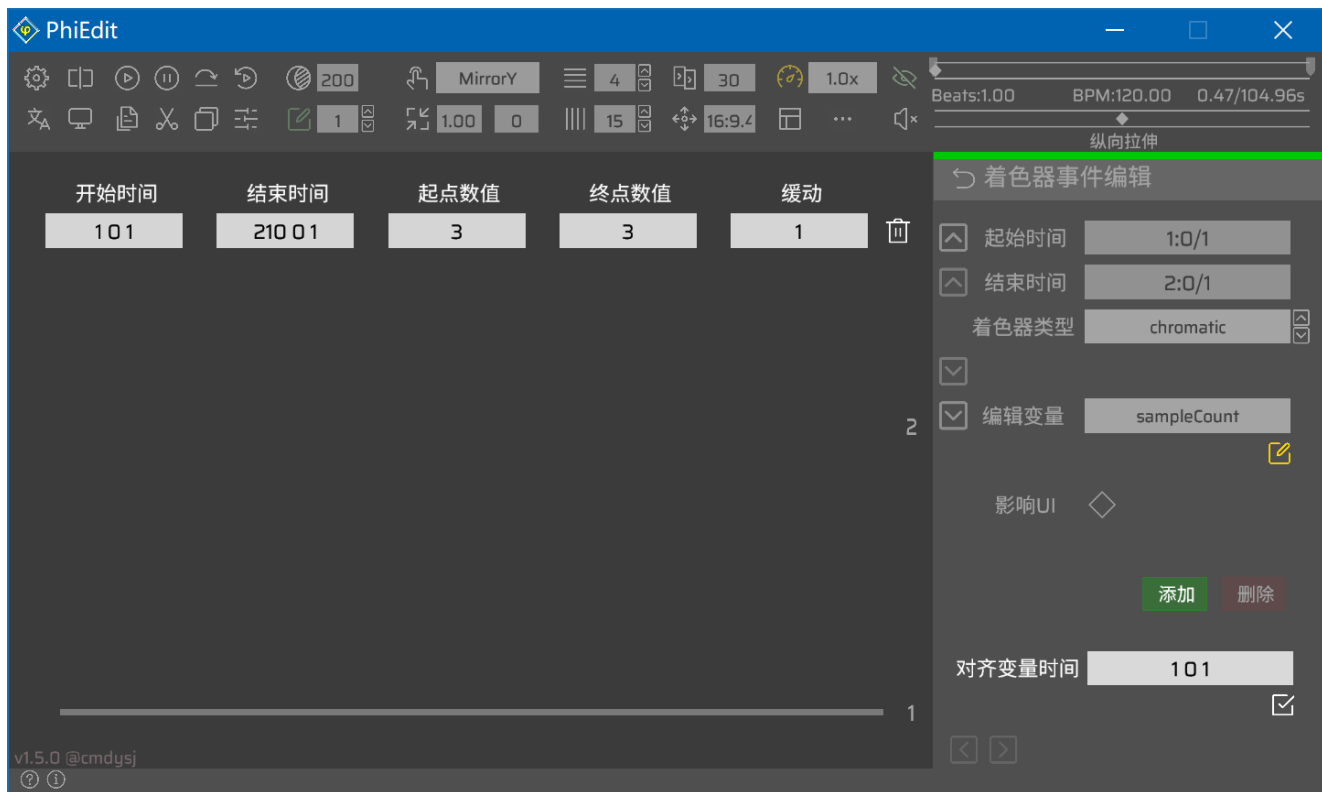 PhiEdit
200 MirrorY 4 30 1.0x
1 1.00 0 15 16:9.4
Beats:1.00 BPM:120.00 0.47/104.96s
纵向拉伸
开始时间 结束时间 起点数值 终点数值 缓动
1 0 1 210 0 1 3 3 1
着色器事件编辑
起始时间 1:0/1
结束时间 2:0/1
着色器类型 chromatic
编辑变量 sampleCount
2
影响UI
添加 删除
对齐变量时间 1 0 1
1
v1.5.0 @cmdysj